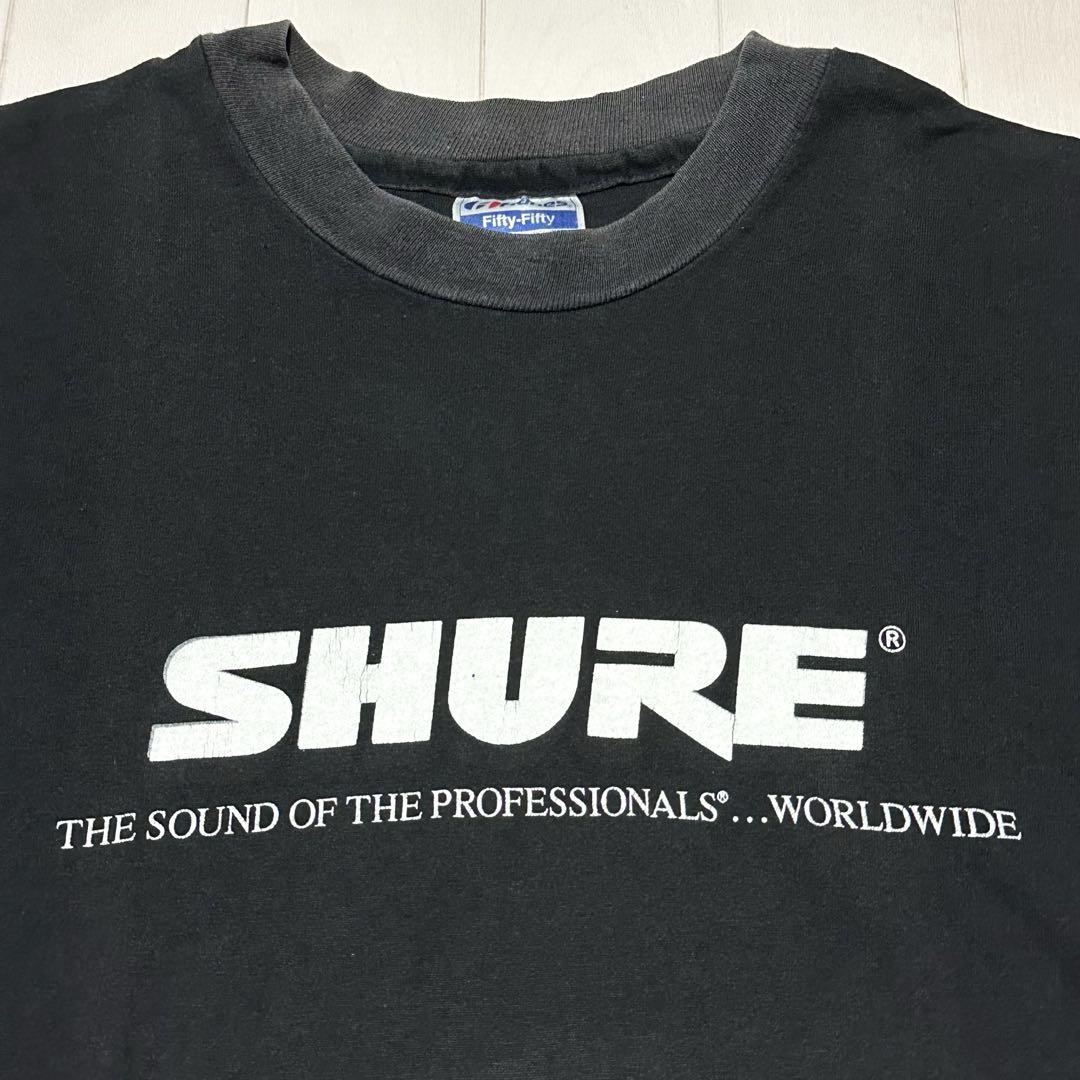 Fifty-Fifty
SHURE®
THE SOUND OF THE PROFESSIONALS®...WORLDWIDE